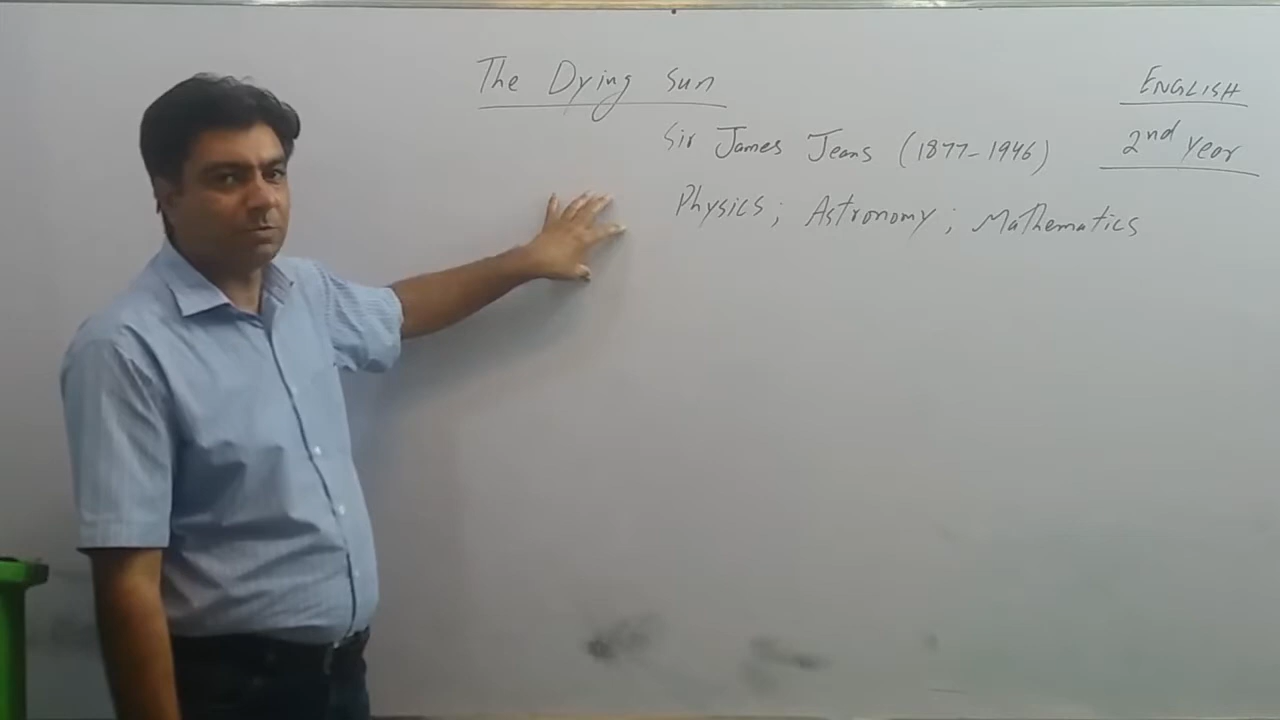 The Dying Sun
ENGLISH
Sir James Jeans (1877-1946)
2nd Year
Physics; Astronomy; Mathematics